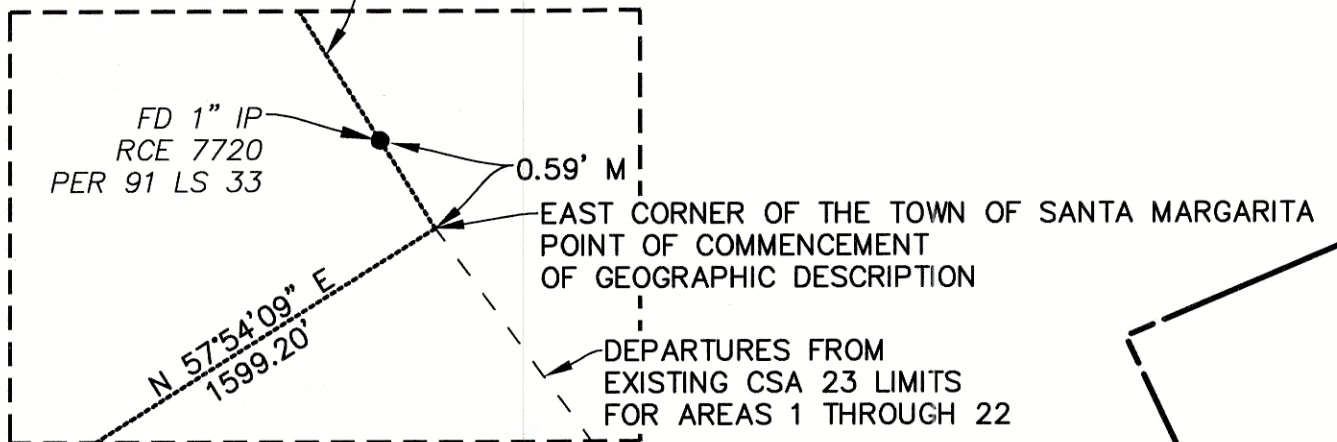 FD 1" IP
RCE 7720
PER 91 LS 33
0.59' M
EAST CORNER OF THE TOWN OF SANTA MARGARITA
POINT OF COMMENCEMENT
OF GEOGRAPHIC DESCRIPTION
N 57°54'09" E
1599.20'
DEPARTURES FROM
EXISTING CSA 23 LIMITS
FOR AREAS 1 THROUGH 22